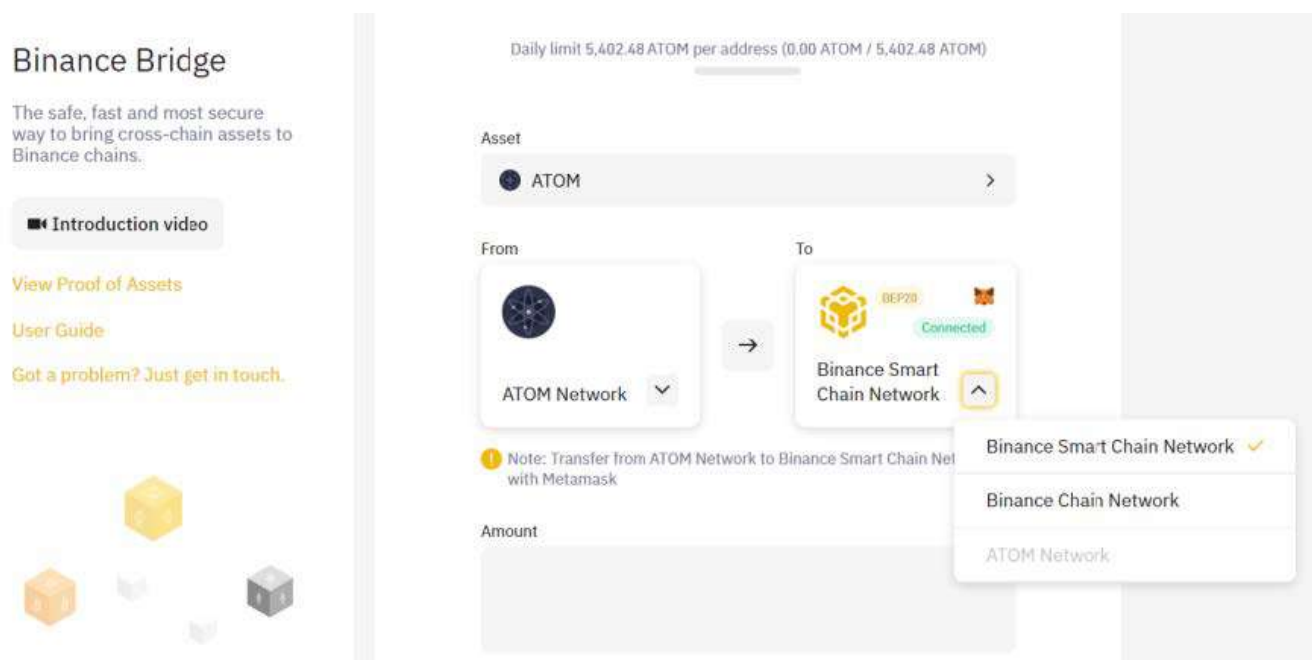 Binance Bridge
The safe, fast and most secure
way to bring cross-chain assets to
Binance chains.
Introduction video
View Proof of Assets
User Guide
Got a problem? Just get in touch.
Daily limit 5,402.48 ATOM per address (0.00 ATOM / 5,402.48 ATOM)
Asset
ATOM
From
To
ATOM Network
BEP20
Connected
Binance Smart
Chain Network
Binance Smart Chain Network
Binance Chain Network
ATOM Network
Note: Transfer from ATOM Network to Binance Smart Chain Net
with Metamask
Amount